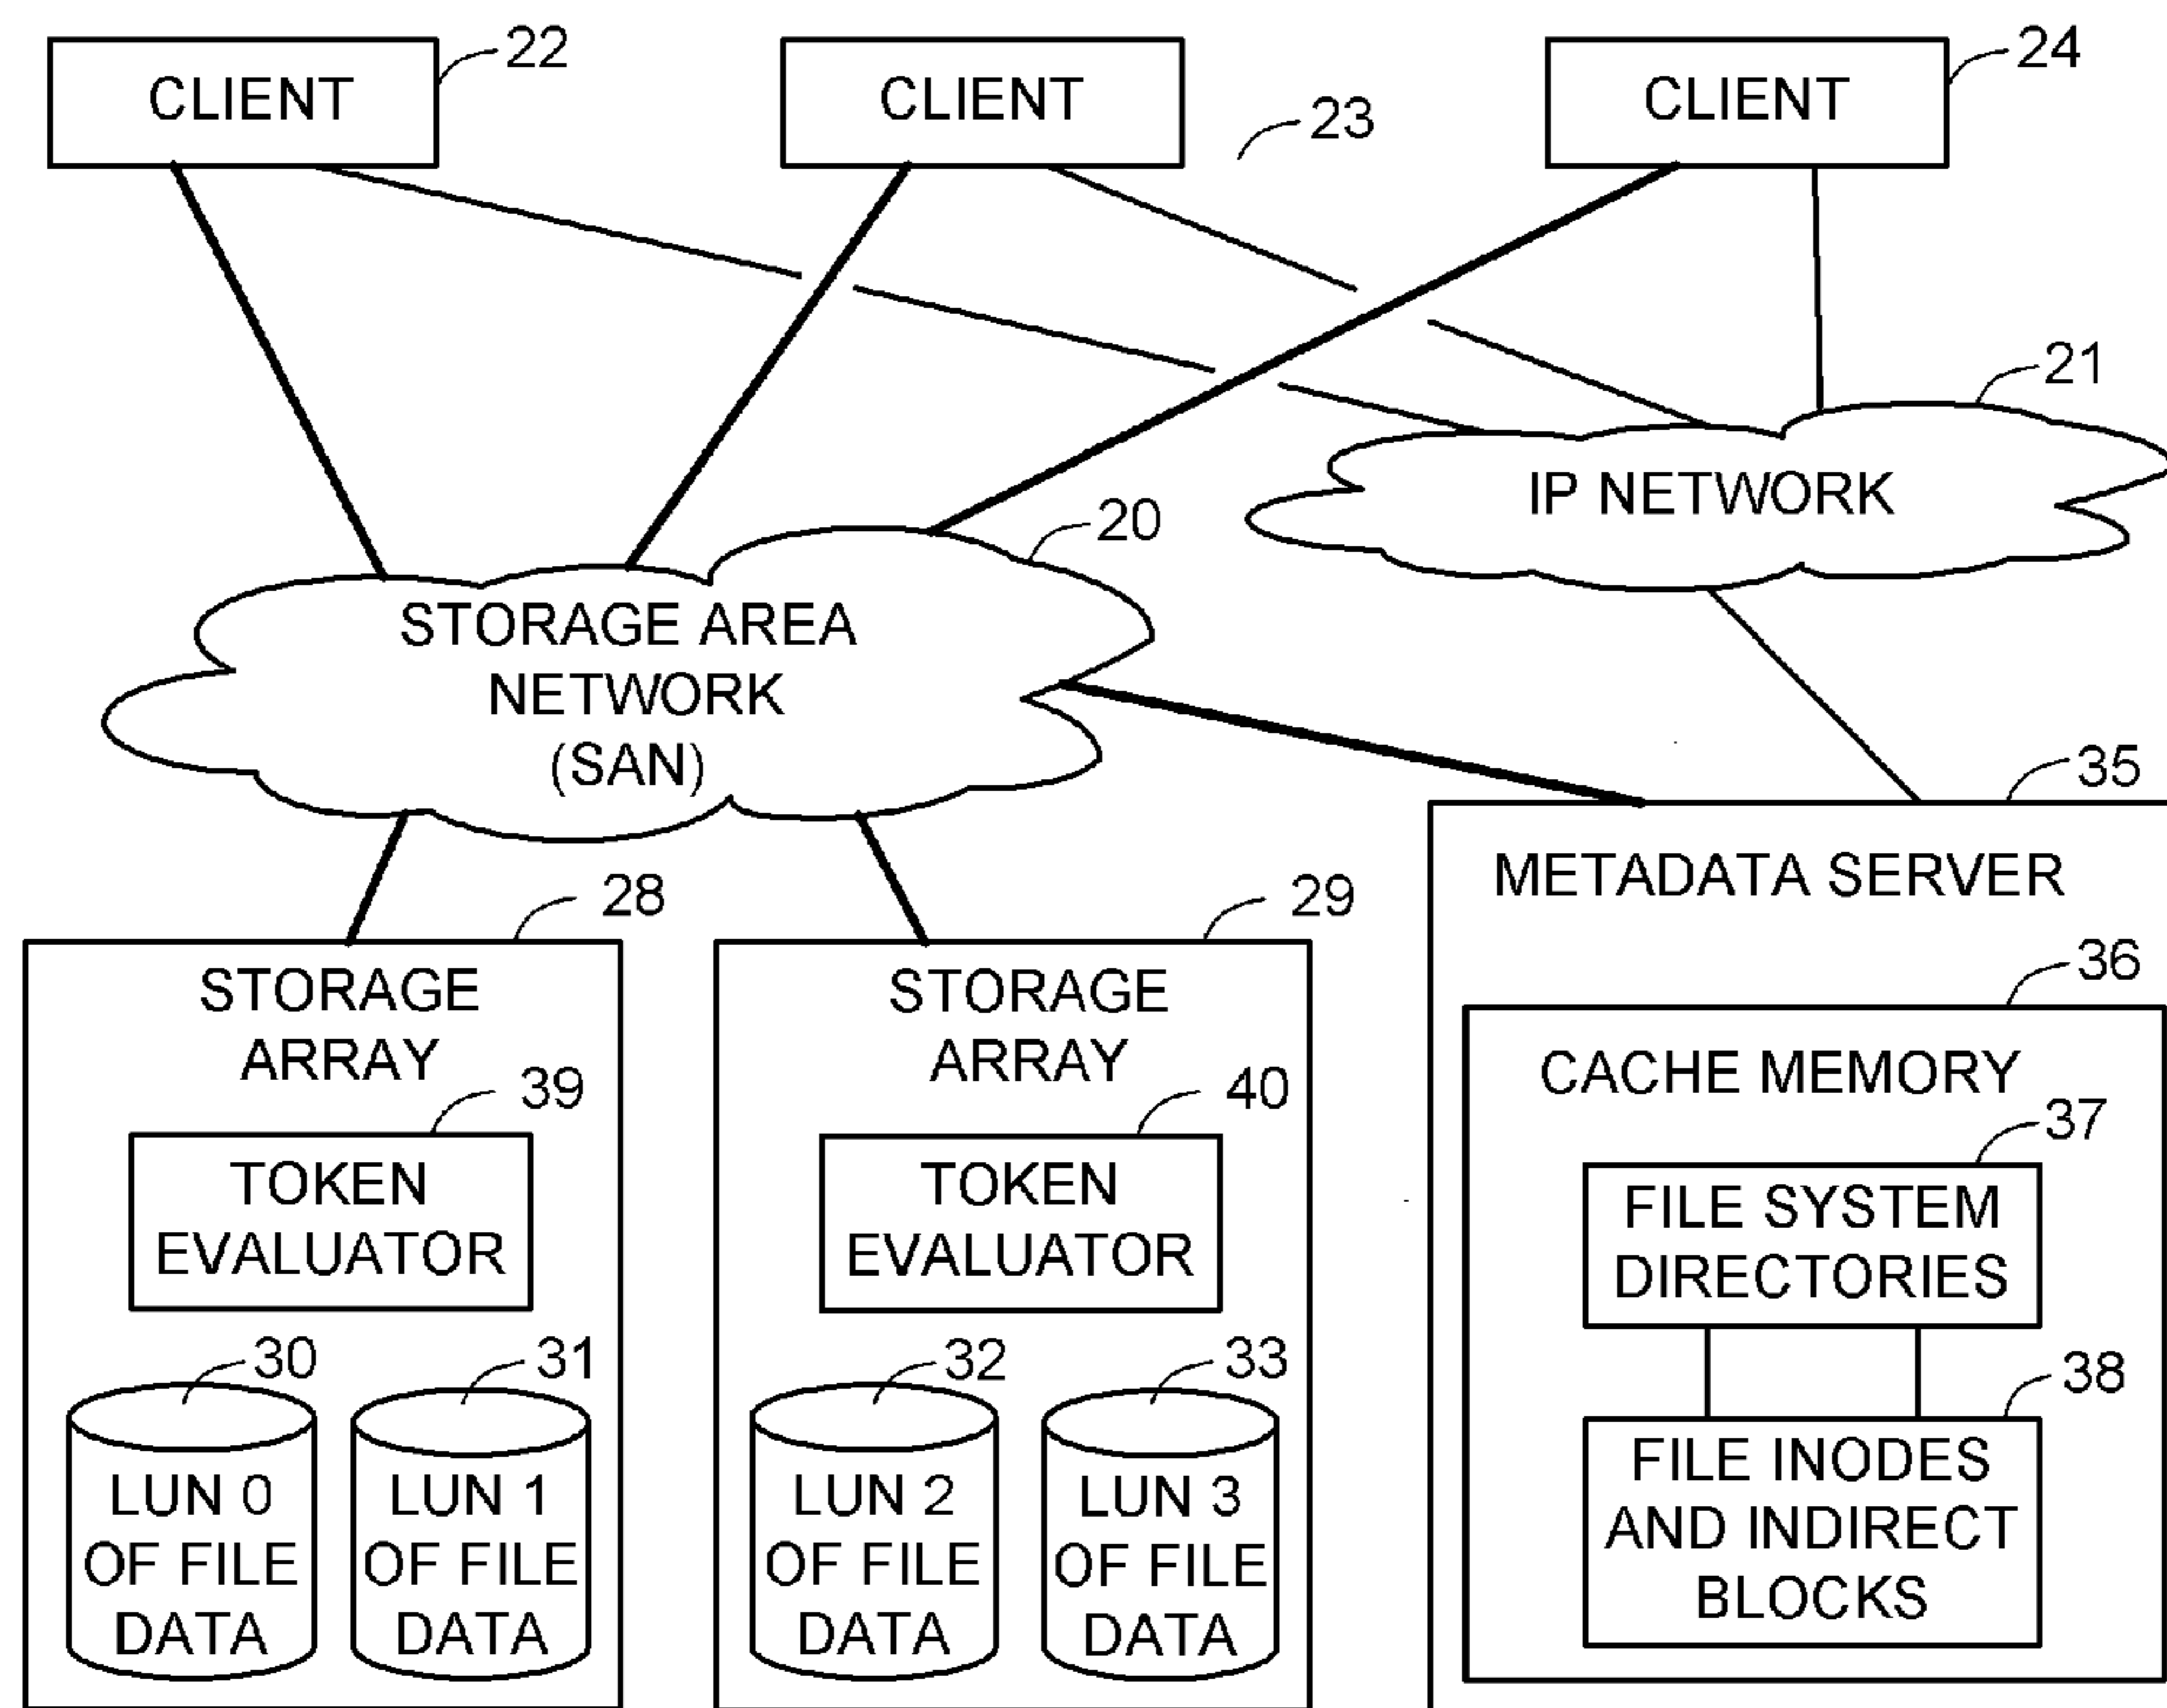 CLIENT
22
CLIENT
23
CLIENT
24
21
IP NETWORK
20
STORAGE AREA
NETWORK
(SAN)
35
METADATA SERVER
28
STORAGE
ARRAY
29
STORAGE
ARRAY
36
CACHE MEMORY
39
TOKEN
EVALUATOR
40
TOKEN
EVALUATOR
37
FILE SYSTEM
DIRECTORIES
30
LUN 0
OF FILE
DATA
31
LUN 1
OF FILE
DATA
32
LUN 2
OF FILE
DATA
33
LUN 3
OF FILE
DATA
38
FILE INODES
AND INDIRECT
BLOCKS